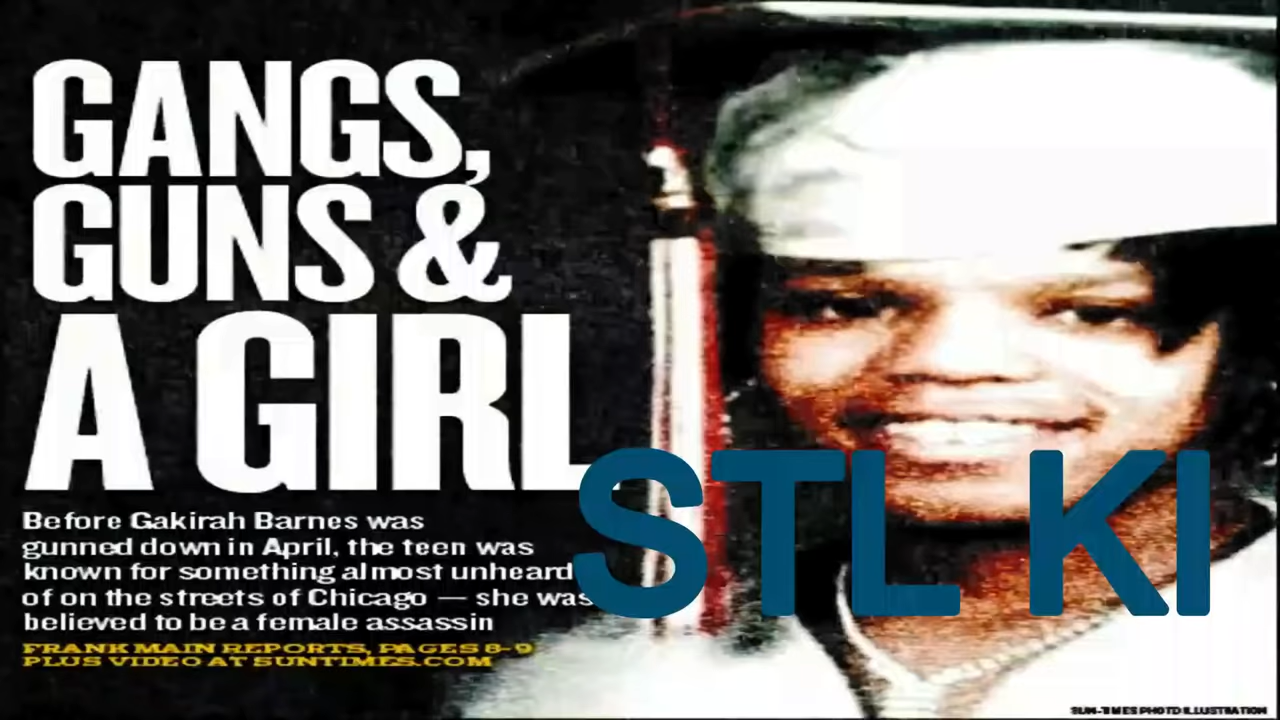 GANGS,
GUNS &
A GIRL
STL KI
Before Gakirah Barnes was
gunned down in April, the teen was
known for something almost unheard
of on the streets of Chicago — she was
believed to be a female assassin
FRANK MAIN REPORTS, PAGES 8-9
PLUS VIDEO AT SUNTIMES.COM
SUN-TIMES PHOTO ILLUSTRATION